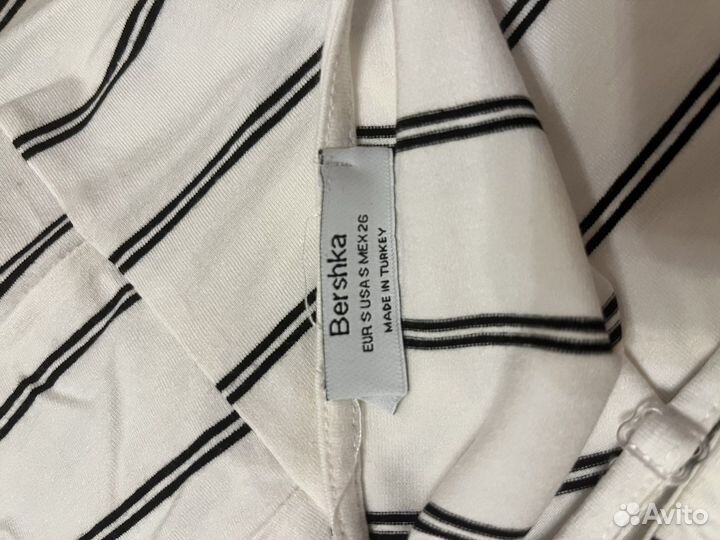 Bershka
EUR S USA S MEX 26
MADE IN TURKEY
Avito